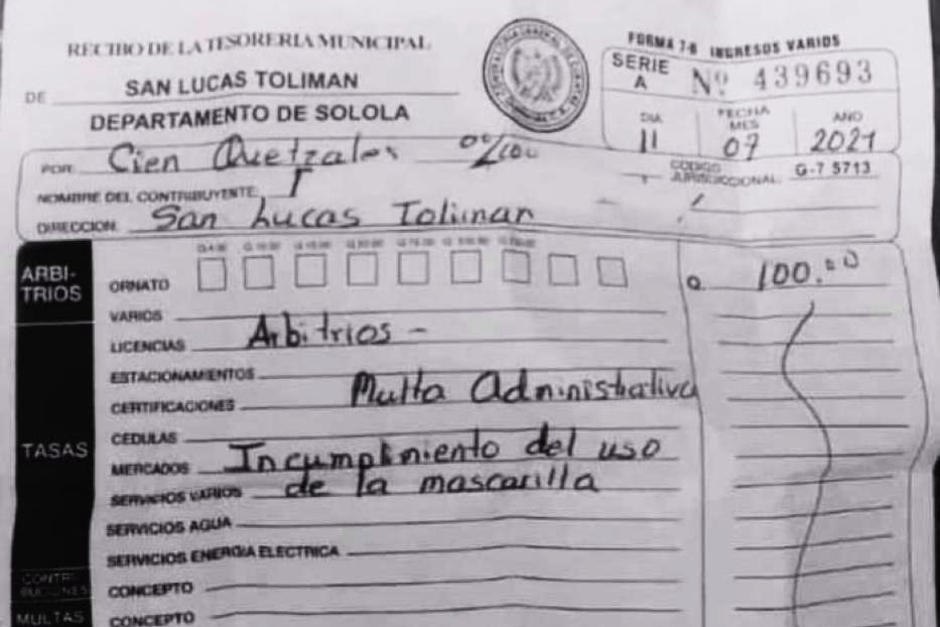 RECIBO DE LA TESORERIA MUNICIPAL
FORMA 7-B INGRESOS VARIOS
DE SAN LUCAS TOLIMAN
SERIE A Nº 439693
DEPARTAMENTO DE SOLOLA
DIA FECHA MES AÑO
11 07 2021
POR: Cien Quetzales 00/100
CODIGO JURISDICCIONAL: G-7 5713
NOMBRE DEL CONTRIBUYENTE:
DIRECCION: San Lucas Toliman
ARBITRIOS
ORNATO
Q. 100.00
VARIOS
LICENCIAS Arbitrios -
ESTACIONAMIENTOS
CERTIFICACIONES Multa Administrativa
TASAS
CEDULAS
MERCADOS Incumplimiento del uso
SERVICIOS VARIOS de la mascarilla
SERVICIOS AGUA
SERVICIOS ENERGIA ELECTRICA
CONTRIBUCIONES
CONCEPTO
MULTAS
CONCEPTO